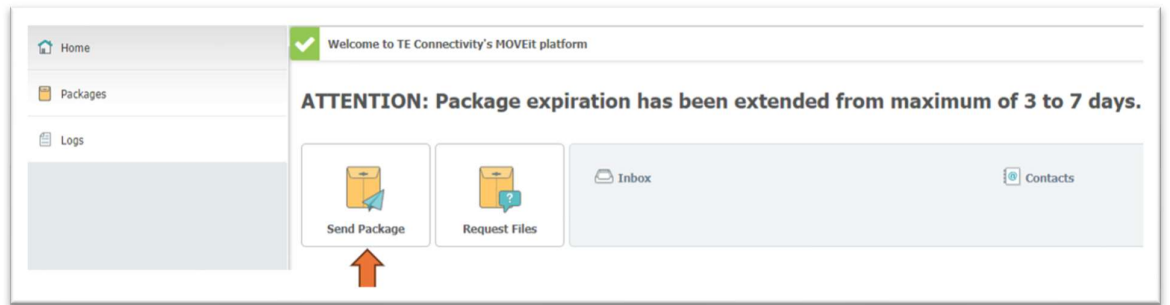 Home
Packages
Logs
Welcome to TE Connectivity's MOVEit platform
ATTENTION: Package expiration has been extended from maximum of 3 to 7 days.
Send Package
Request Files
Inbox
Contacts